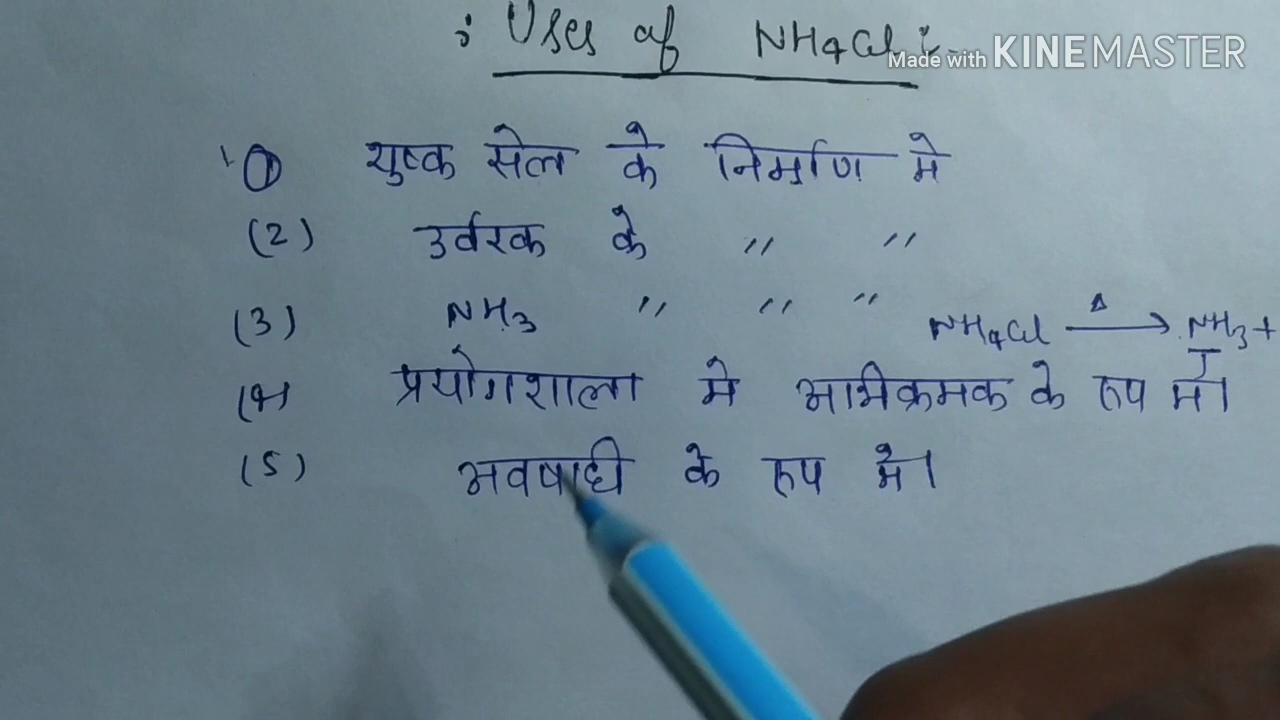 : Uses of NH4Cl :-
Made with KINEMASTER
① शुष्क सेल के निर्माण मे
(2) उर्वरक के " "
(3) NH3 " " " NH4Cl Δ→ NH3+
(4) प्रयोगशाला मे अभिक्रमक के रूप में।
(5) अवषाधी के रूप मे।